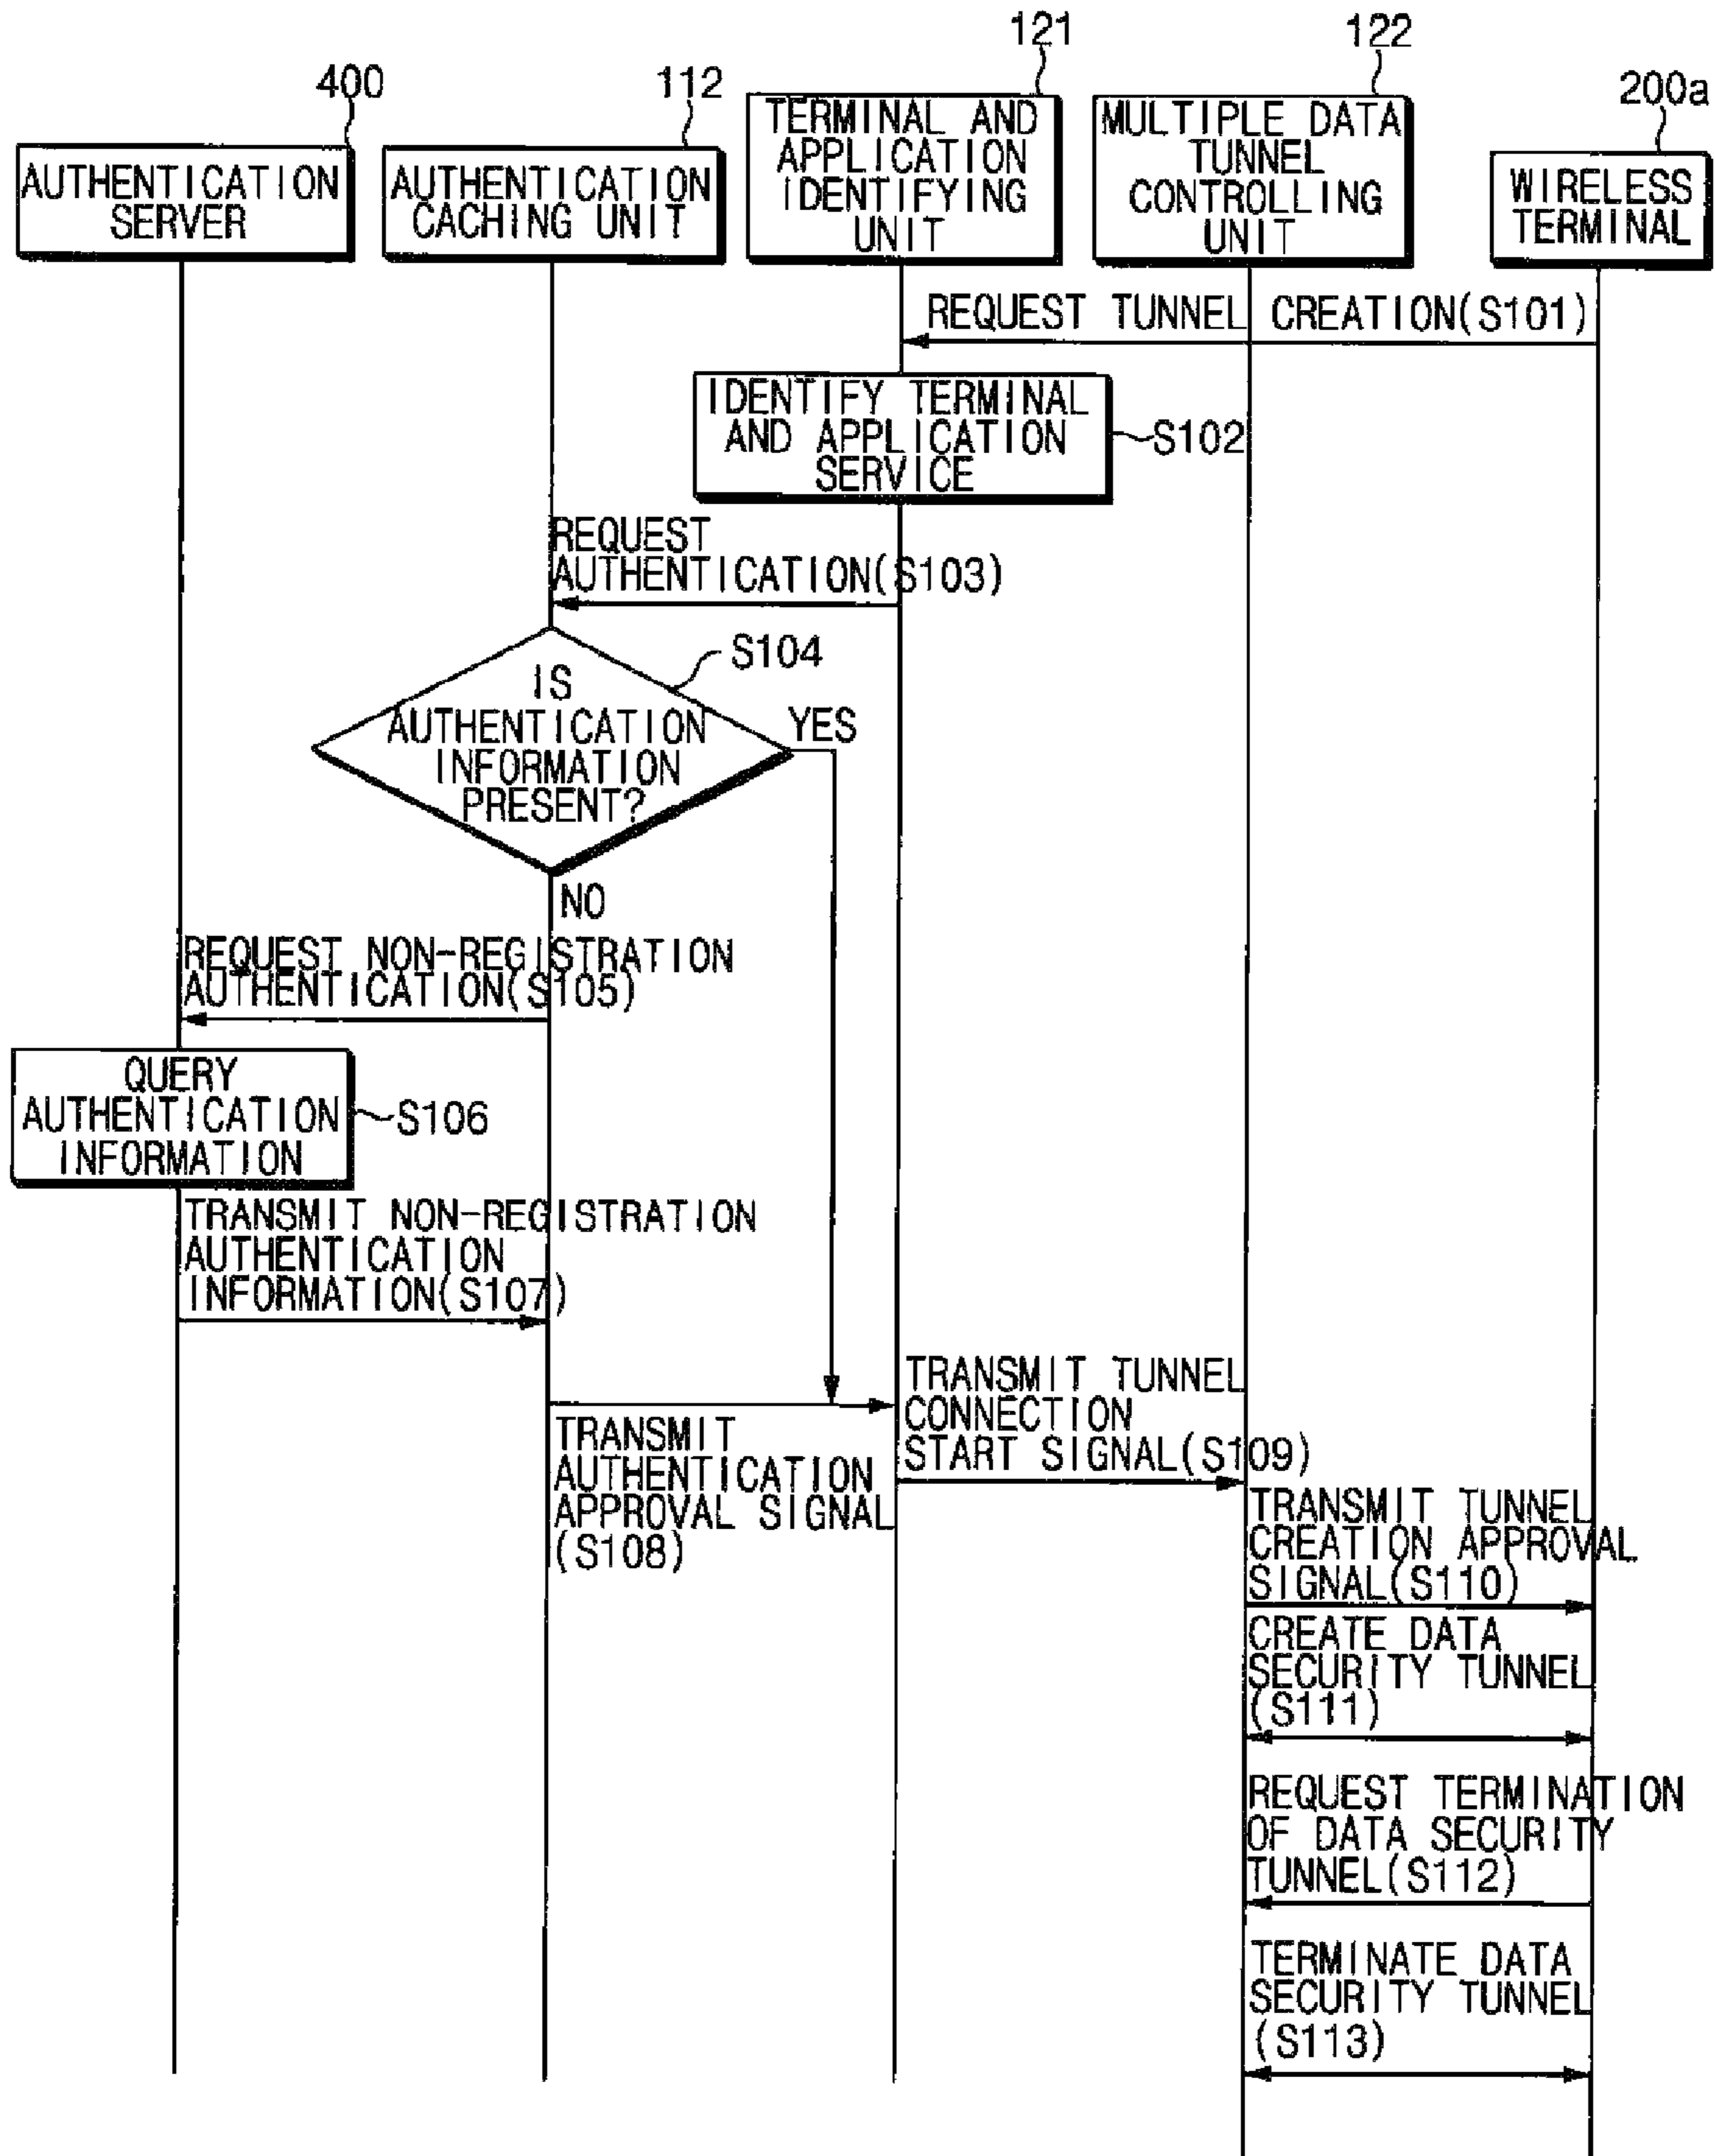 121
122
400
112
200a
AUTHENTICATION
SERVER
AUTHENTICATION
CACHING UNIT
TERMINAL AND
APPLICATION
IDENTIFYING
UNIT
MULTIPLE DATA
TUNNEL
CONTROLLING
UNIT
WIRELESS
TERMINAL
REQUEST TUNNEL CREATION(S101)
IDENTIFY TERMINAL
AND APPLICATION
SERVICE
S102
REQUEST
AUTHENTICATION(S103)
S104
IS
AUTHENTICATION
INFORMATION
PRESENT?
YES
NO
REQUEST NON-REGISTRATION
AUTHENTICATION(S105)
QUERY
AUTHENTICATION
INFORMATION
S106
TRANSMIT NON-REGISTRATION
AUTHENTICATION
INFORMATION(S107)
TRANSMIT
AUTHENTICATION
APPROVAL SIGNAL
(S108)
TRANSMIT TUNNEL
CONNECTION
START SIGNAL(S109)
TRANSMIT TUNNEL
CREATION APPROVAL
SIGNAL(S110)
CREATE DATA
SECURITY TUNNEL
(S111)
REQUEST TERMINATION
OF DATA SECURITY
TUNNEL(S112)
TERMINATE DATA
SECURITY TUNNEL
(S113)